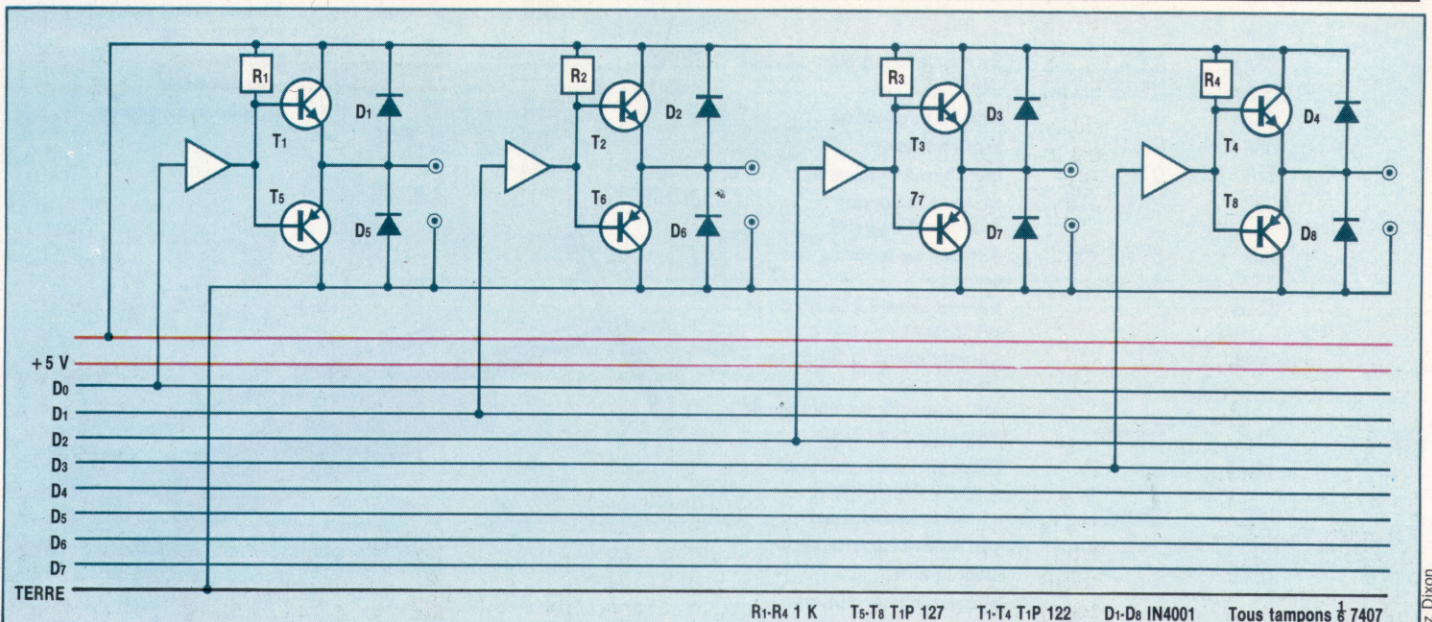 R1 R2 R3 R4
D1 D2 D3 D4
T1 T2 T3 T4
T5 T6 77 T8
D5 D6 D7 D8
+5 V
D0
D1
D2
D3
D4
D5
D6
D7
TERRE
R1-R4 1 K T5-T8 T1P 127 T1-T4 T1P 122 D1-D8 IN4001 Tous tampons 1/6 7407
z Dixon